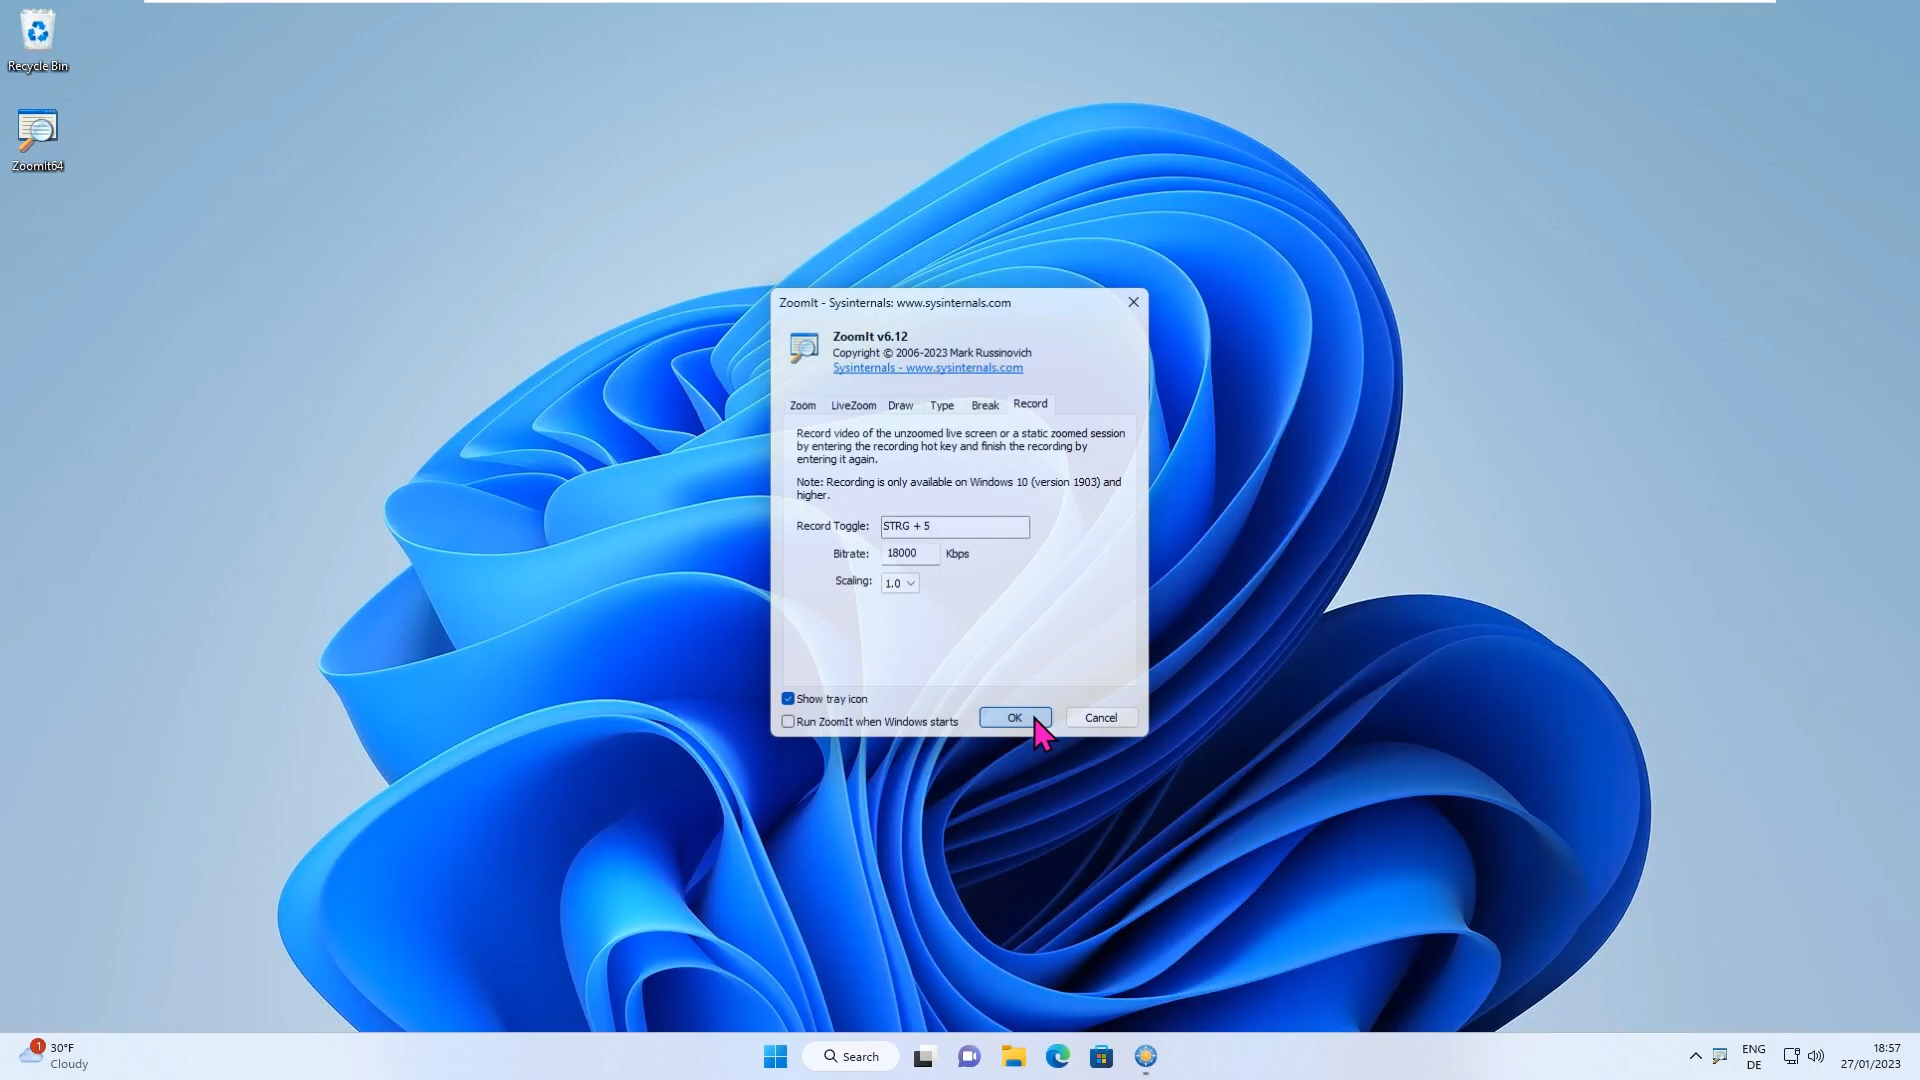 Recycle Bin
ZoomIt64
ZoomIt - Sysinternals: www.sysinternals.com
ZoomIt v6.12
Copyright © 2006-2023 Mark Russinovich
Sysinternals - www.sysinternals.com
Zoom LiveZoom Draw Type Break Record
Record video of the unzoomed live screen or a static zoomed session
by entering the recording hot key and finish the recording by
entering it again.
Note: Recording is only available on Windows 10 (version 1903) and
higher.
Record Toggle: STRG + 5
Bitrate: 18000 Kbps
Scaling: 1.0
Show tray icon
Run ZoomIt when Windows starts
OK Cancel
1
30°F
Cloudy
Search
ENG
DE
18:57
27/01/2023